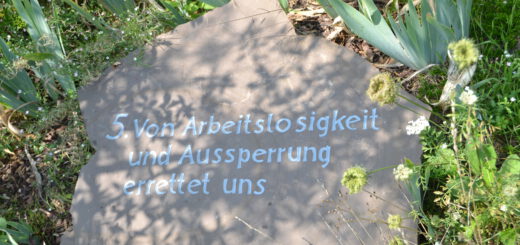 5 Von Arbeitslosigkeit
und Aussperrung
errettet uns